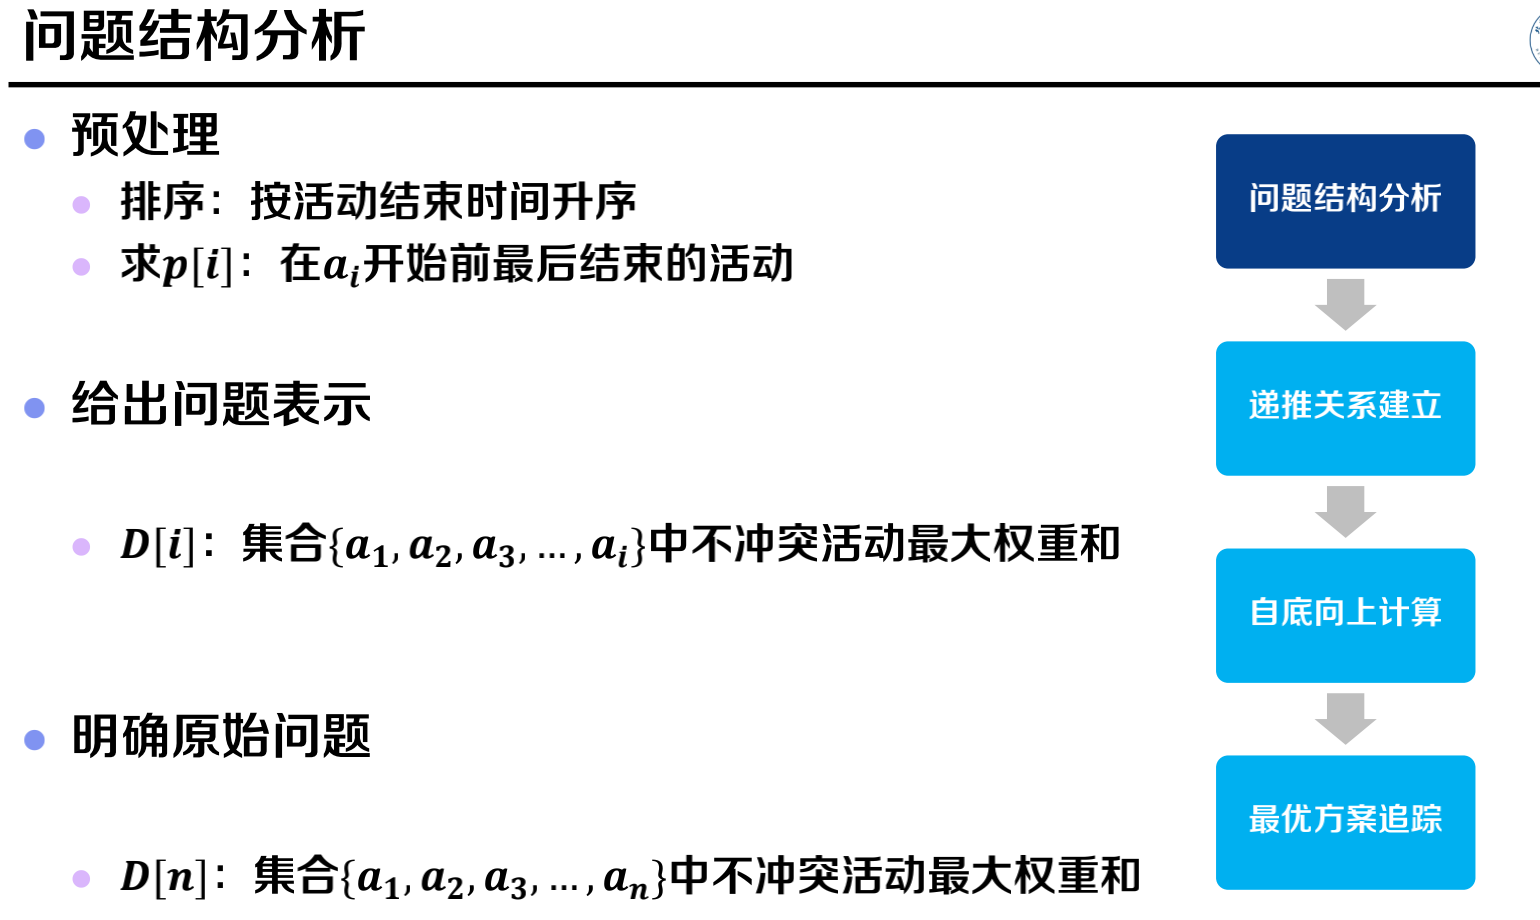 问题结构分析
预处理
排序：按活动结束时间升序
求p[i]：在a_i开始前最后结束的活动
给出问题表示
D[i]：集合{a_1, a_2, a_3, …, a_i}中不冲突活动最大权重和
明确原始问题
D[n]：集合{a_1, a_2, a_3, …, a_n}中不冲突活动最大权重和
问题结构分析
递推关系建立
自底向上计算
最优方案追踪